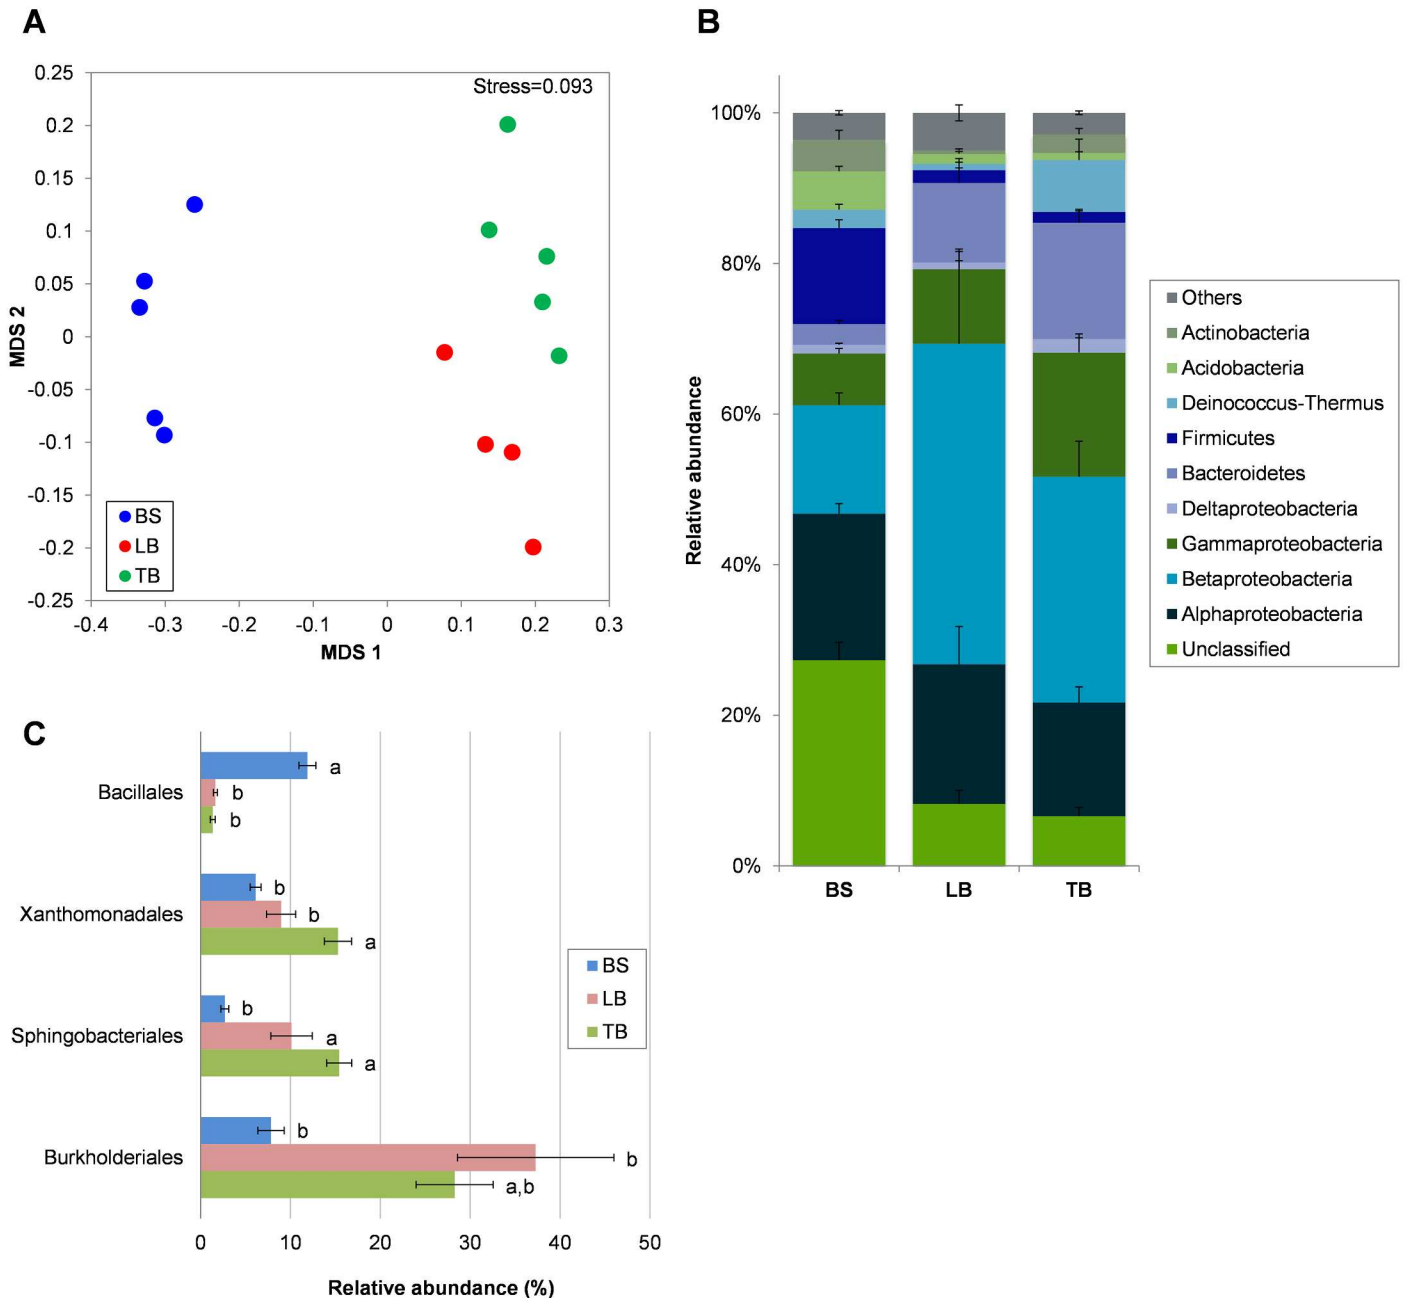 A
Stress=0.093
0.25
0.2
0.15
0.1
0.05
0
-0.05
-0.1
-0.15
-0.2
-0.25
MDS 2
BS
LB
TB
-0.4 -0.3 -0.2 -0.1 0 0.1 0.2 0.3
MDS 1
B
100%
80%
60%
40%
20%
0%
Relative abundance
BS LB TB
Others
Actinobacteria
Acidobacteria
Deinococcus-Thermus
Firmicutes
Bacteroidetes
Deltaproteobacteria
Gammaproteobacteria
Betaproteobacteria
Alphaproteobacteria
Unclassified
C
a
Bacillales b
b
b
Xanthomonadales b
a
b
Sphingobacteriales a
a
b
Burkholderiales b
a,b
BS
LB
TB
0 10 20 30 40 50
Relative abundance (%)